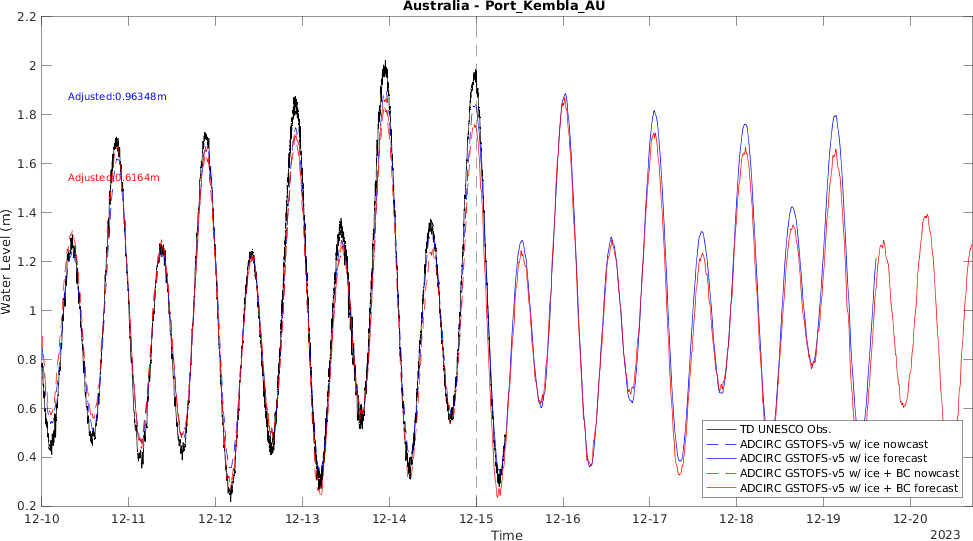 Australia - Port_Kembla_AU
2.2
2
1.8
1.6
1.4
1.2
1
0.8
0.6
0.4
0.2
Water Level (m)
Adjusted:0.96348m
Adjusted:0.6164m
TD UNESCO Obs.
ADCIRC GSTOFS-v5 w/ ice nowcast
ADCIRC GSTOFS-v5 w/ ice forecast
ADCIRC GSTOFS-v5 w/ ice + BC nowcast
ADCIRC GSTOFS-v5 w/ ice + BC forecast
12-10 12-11 12-12 12-13 12-14 12-15 12-16 12-17 12-18 12-19 12-20
Time
2023